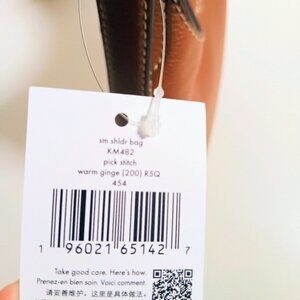 sm shldr bag
KM482
pick stitch
warm ginge (200) R5Q
454
1 96021 65142 7
Take good care. Here's how.
Prenez-en bien soin. Voici comment.
请妥善维护。这里是具体做法。